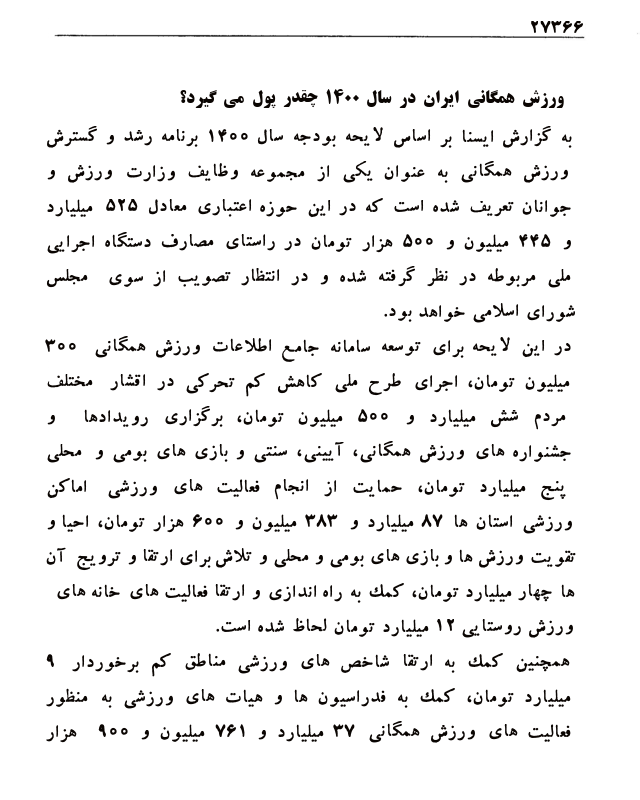 ۲۷۳۶۶
ورزش همگانی ایران در سال ۱۴۰۰ چقدر پول می گیرد؟
به گزارش ایسنا بر اساس لایحه بودجه سال ۱۴۰۰ برنامه رشد و گسترش
ورزش همگانی به عنوان یکی از مجموعه وظایف وزارت ورزش و
جوانان تعریف شده است که در این حوزه اعتباری معادل ۵۲۵ میلیارد
و ۴۴۵ میلیون و ۵۰۰ هزار تومان در راستای مصارف دستگاه اجرایی
ملی مربوطه در نظر گرفته شده و در انتظار تصویب از سوی مجلس
شورای اسلامی خواهد بود.
در این لایحه برای توسعه سامانه جامع اطلاعات ورزش همگانی ۳۰۰
میلیون تومان، اجرای طرح ملی کاهش کم تحرکی در اقشار مختلف
مردم شش میلیارد و ۵۰۰ میلیون تومان، برگزاری رویدادها و
جشنواره های ورزش همگانی، آیینی، سنتی و بازی های بومی و محلی
پنج میلیارد تومان، حمایت از انجام فعالیت های ورزشی اماکن
ورزشی استان ها ۸۷ میلیارد و ۳۸۳ میلیون و ۶۰۰ هزار تومان، احیا و
تقویت ورزش ها و بازی های بومی و محلی و تلاش برای ارتقا و ترویج آن
ها چهار میلیارد تومان، کمك به راه اندازی و ارتقا فعالیت های خانه های
ورزش روستایی ۱۲ میلیارد تومان لحاظ شده است.
همچنین کمك به ارتقا شاخص های ورزشی مناطق کم برخوردار ۹
میلیارد تومان، کمك به فدراسیون ها و هیات های ورزشی به منظور
فعالیت های ورزش همگانی ۳۷ میلیارد و ۷۶۱ میلیون و ۹۰۰ هزار